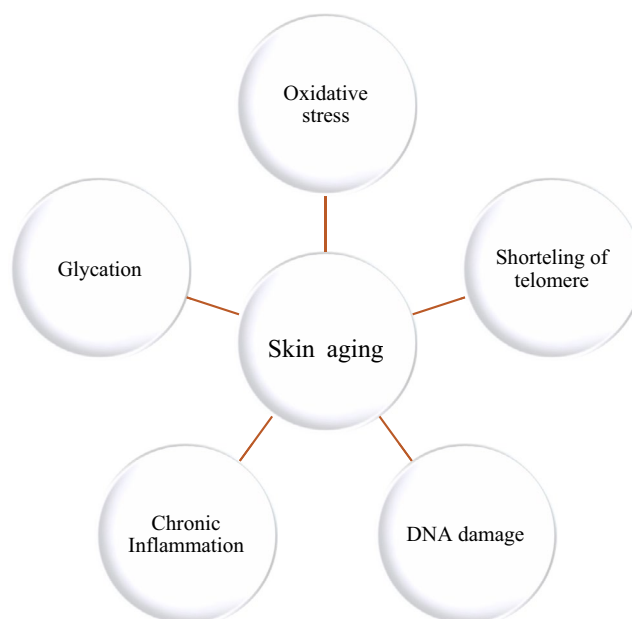 Oxidative
stress
Shorteling of
telomere
Glycation
Skin aging
Chronic
Inflammation
DNA damage